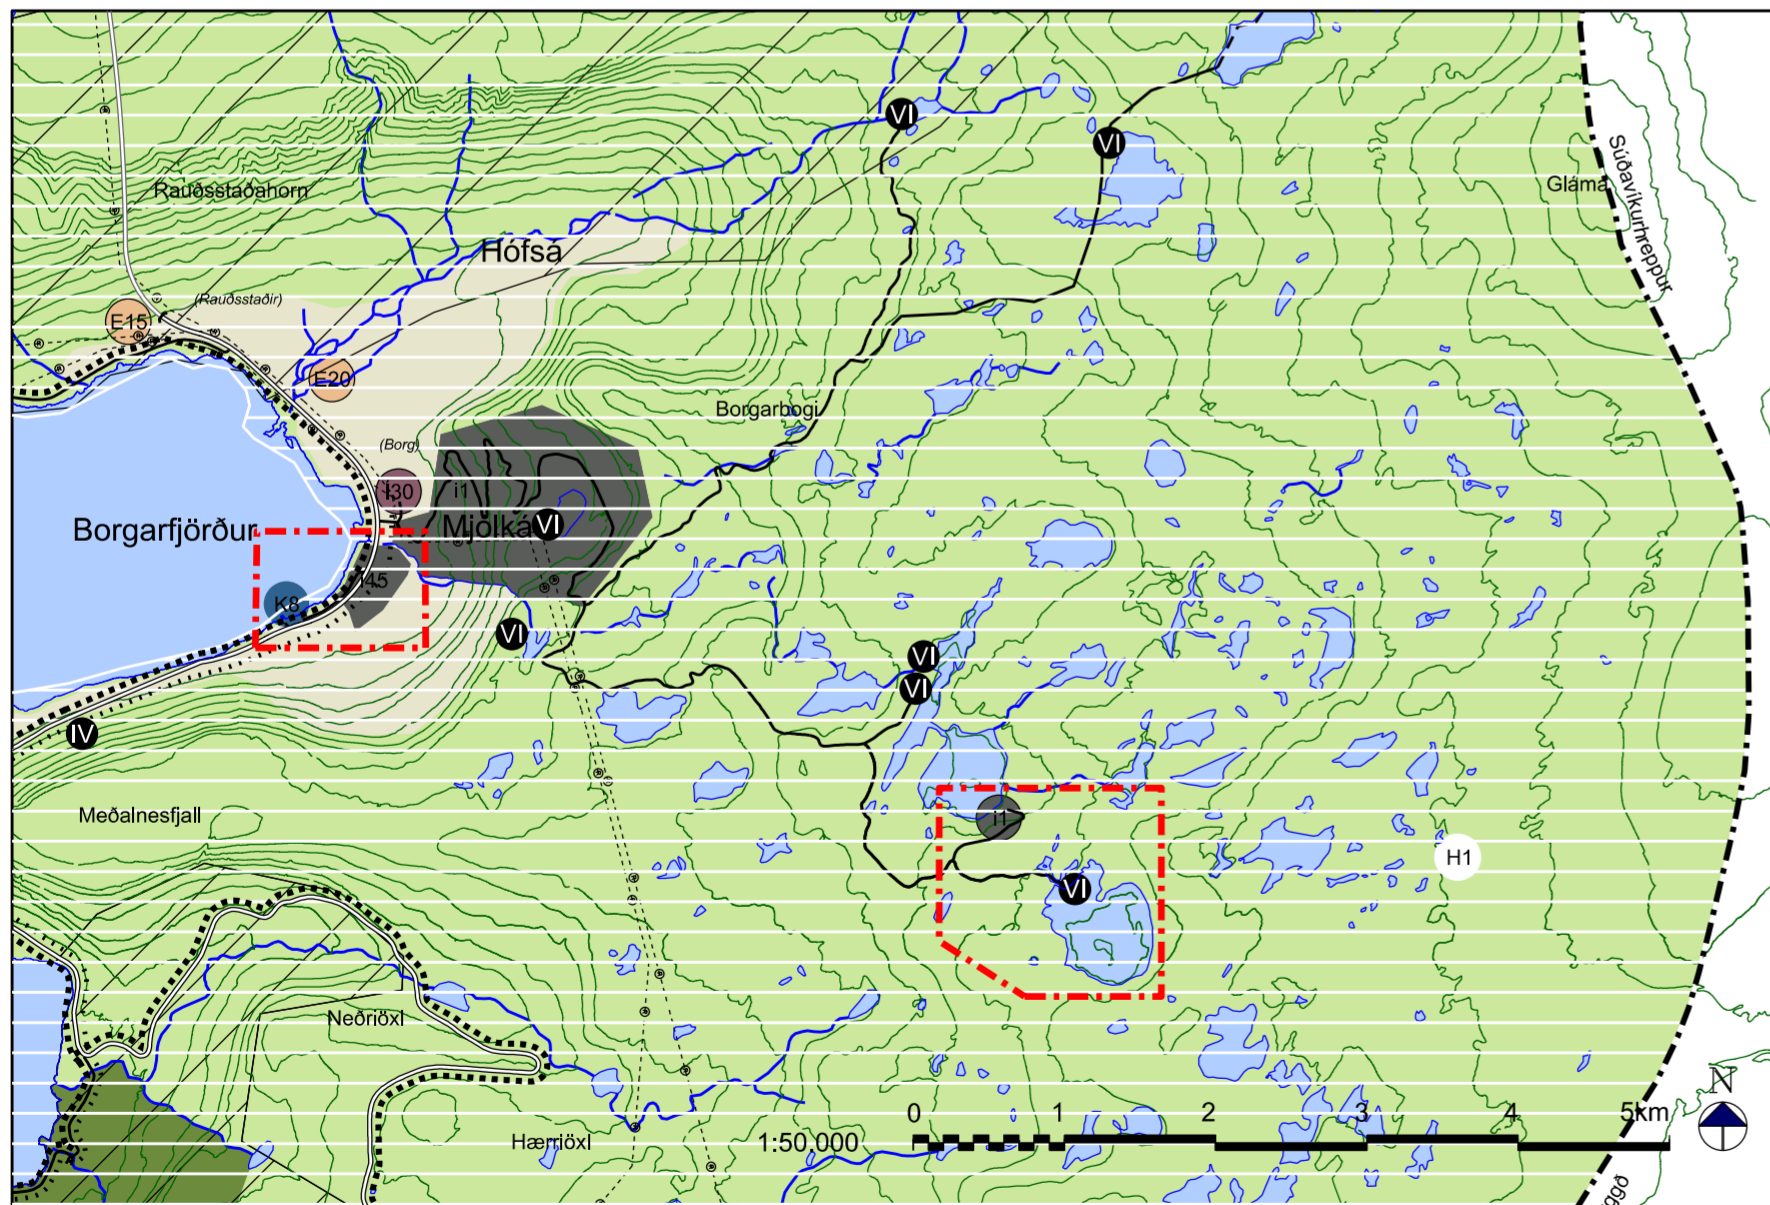 VI
VI
Gláma
Súðavíkurhreppur
Rauðsstaðahorn
Hófsá
(Rauðsstaðir)
E15
E20
Borgarbogi
(Borg)
i30
i1
Mjólká
VI
Borgarfjörður
i45
K8
VI
VI
VI
IV
Meðalnesfjall
i1
H1
VI
Neðriöxl
Hærriöxl
1:50.000
0 1 2 3 4 5km
N